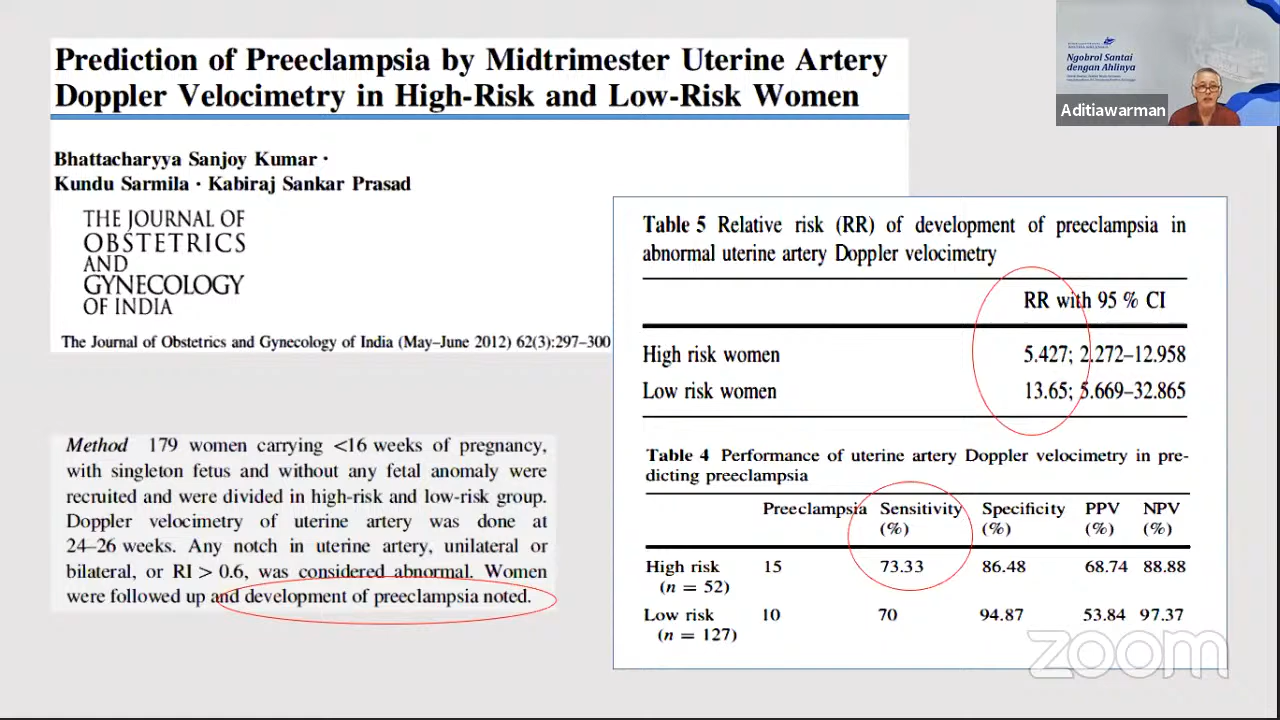 Prediction of Preeclampsia by Midtrimester Uterine Artery
Doppler Velocimetry in High-Risk and Low-Risk Women
Bhattacharyya Sanjoy Kumar ·
Kundu Sarmila · Kabiraj Sankar Prasad
THE JOURNAL OF
OBSTETRICS
AND
GYNECOLOGY
OF INDIA
The Journal of Obstetrics and Gynecology of India (May–June 2012) 62(3):297–300
Method 179 women carrying <16 weeks of pregnancy,
with singleton fetus and without any fetal anomaly were
recruited and were divided in high-risk and low-risk group.
Doppler velocimetry of uterine artery was done at
24–26 weeks. Any notch in uterine artery, unilateral or
bilateral, or RI > 0.6, was considered abnormal. Women
were followed up and development of preeclampsia noted.
Table 5 Relative risk (RR) of development of preeclampsia in
abnormal uterine artery Doppler velocimetry
RR with 95 % CI
High risk women 5.427; 2.272–12.958
Low risk women 13.65; 5.669–32.865
Table 4 Performance of uterine artery Doppler velocimetry in pre-
dicting preeclampsia
Preeclampsia Sensitivity Specificity PPV NPV
(%) (%) (%) (%)
High risk 15 73.33 86.48 68.74 88.88
(n = 52)
Low risk 10 70 94.87 53.84 97.37
(n = 127)
Ngobrol Santai
dengan Ahlinya
Aditiawarman
zoom